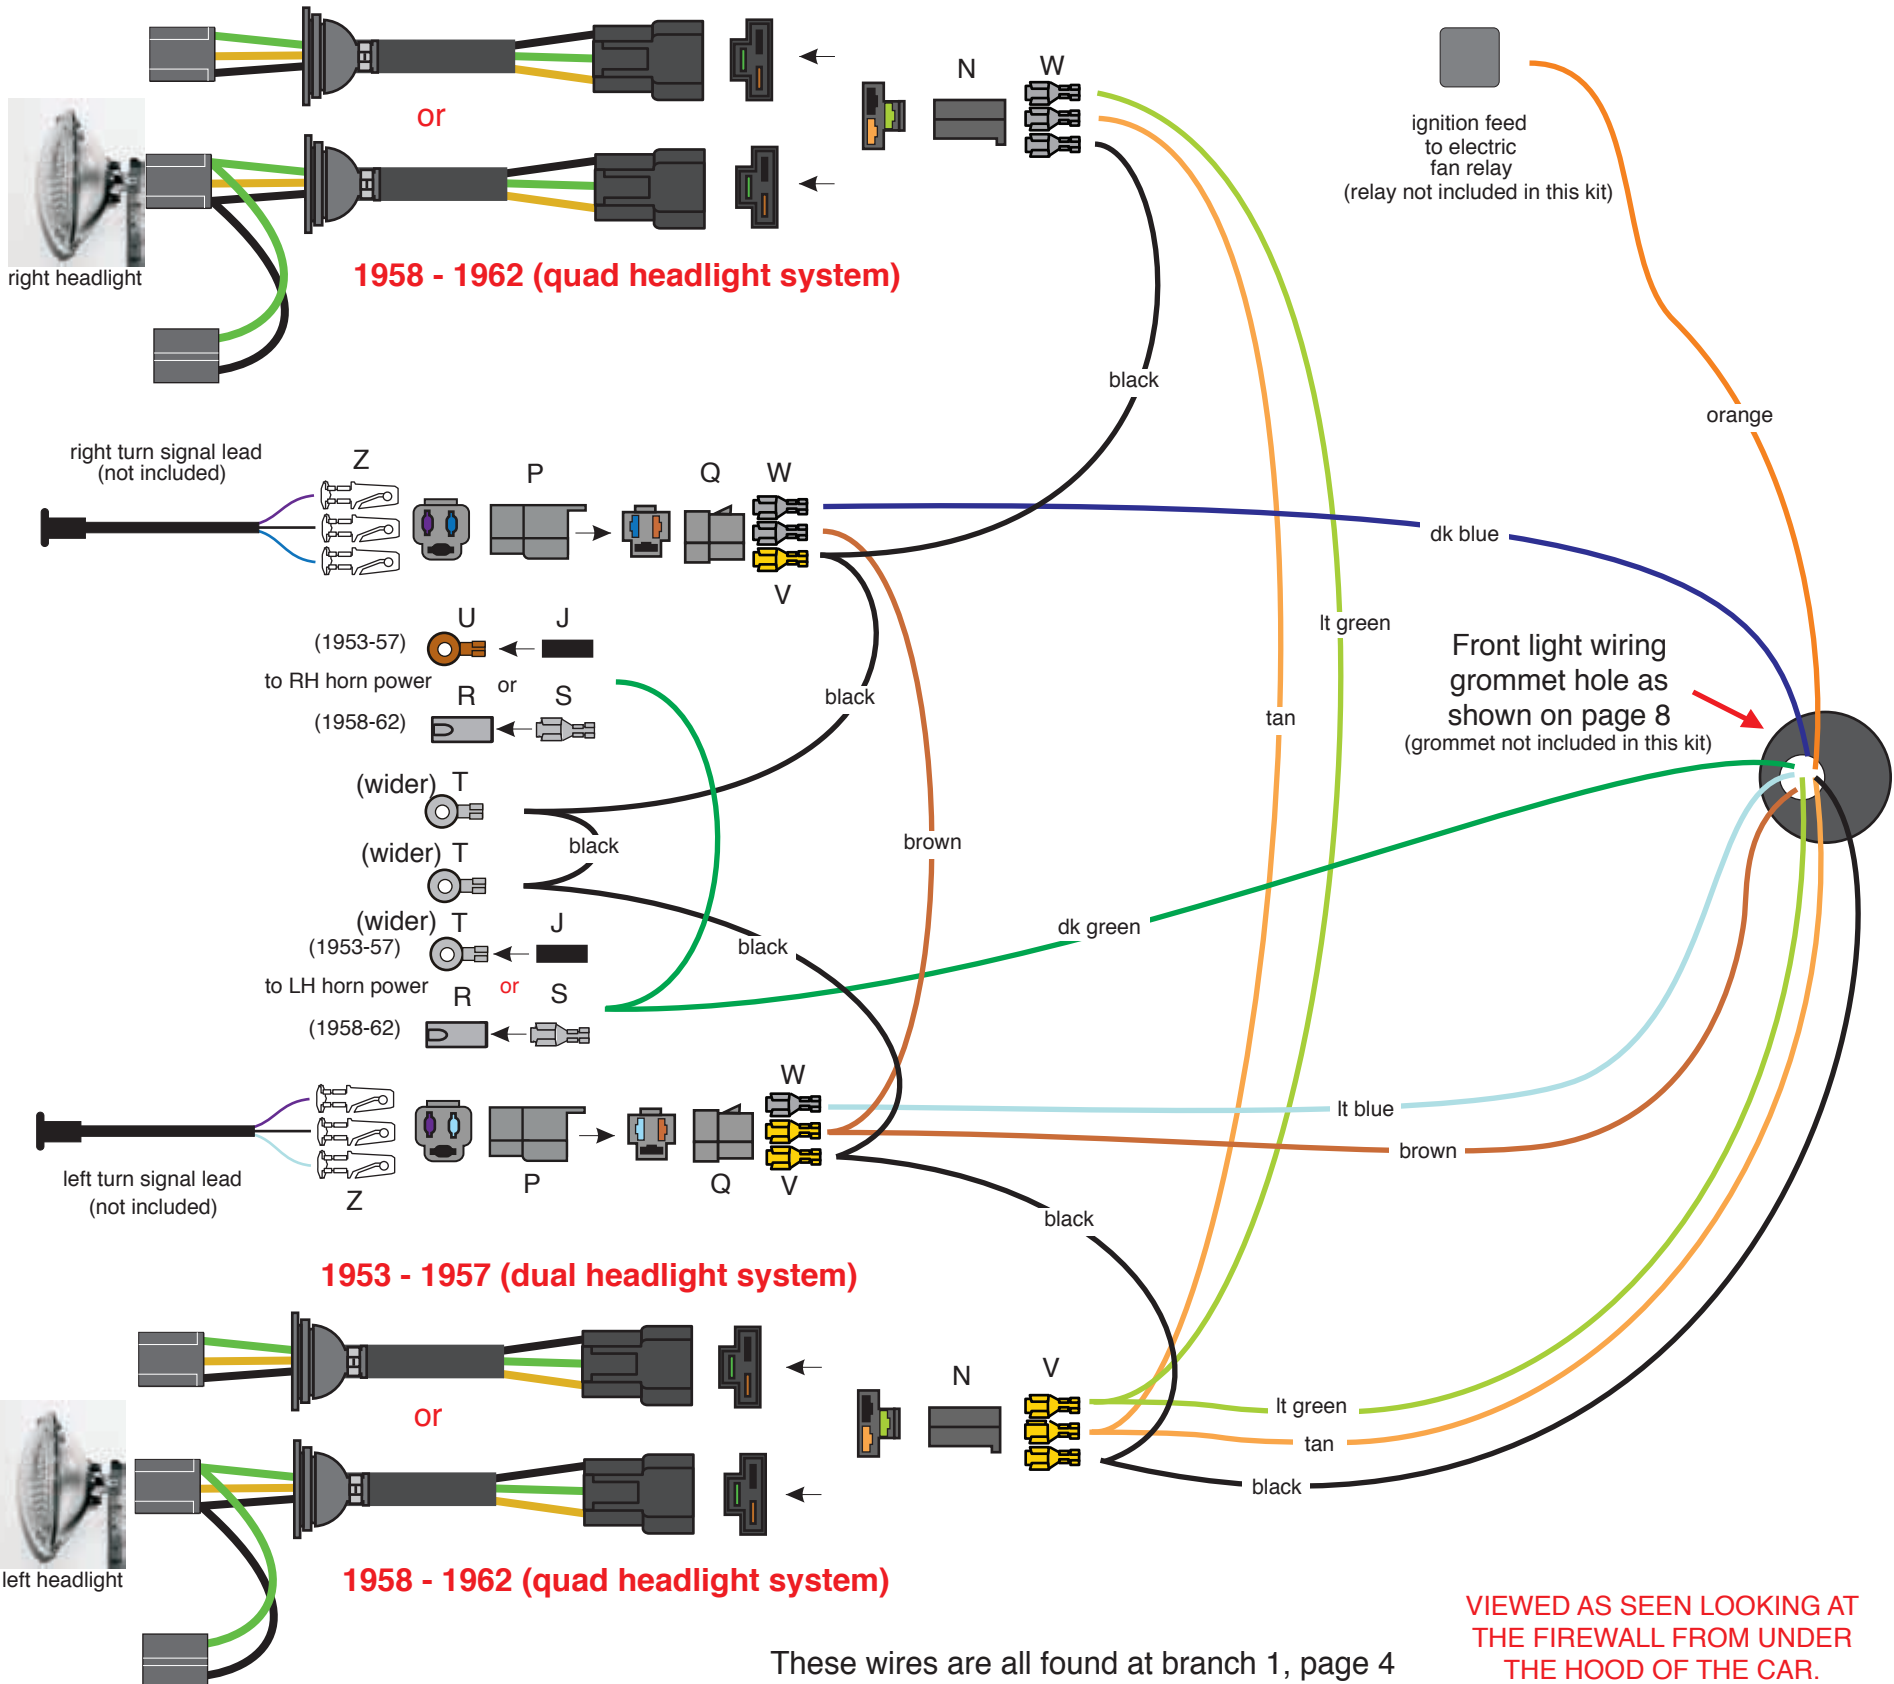 or
N
W
ignition feed
to electric
fan relay
(relay not included in this kit)
right headlight
1958 - 1962 (quad headlight system)
black
orange
right turn signal lead
(not included)
Z
P
Q
W
V
dk blue
U
J
(1953-57)
to RH horn power
or
R
S
(1958-62)
black
lt green
tan
Front light wiring
grommet hole as
shown on page 8
(grommet not included in this kit)
(wider) T
black
brown
(wider) T
(wider) T
J
(1953-57)
to LH horn power
or
R
S
(1958-62)
black
dk green
W
lt blue
brown
left turn signal lead
(not included)
Z
P
Q
V
black
1953 - 1957 (dual headlight system)
or
N
V
lt green
tan
black
left headlight
1958 - 1962 (quad headlight system)
These wires are all found at branch 1, page 4
VIEWED AS SEEN LOOKING AT
THE FIREWALL FROM UNDER
THE HOOD OF THE CAR.